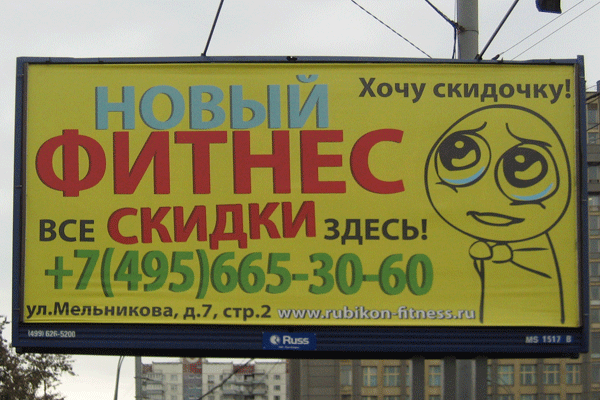 Хочу скидочку!
НОВЫЙ
ФИТНЕС
ВСЕ СКИДКИ ЗДЕСЬ!
+7(495)665-30-60
ул.Мельникова, д.7, стр.2 www.rubikon-fitness.ru
(499) 626-5200
Russ
MS 1517 B